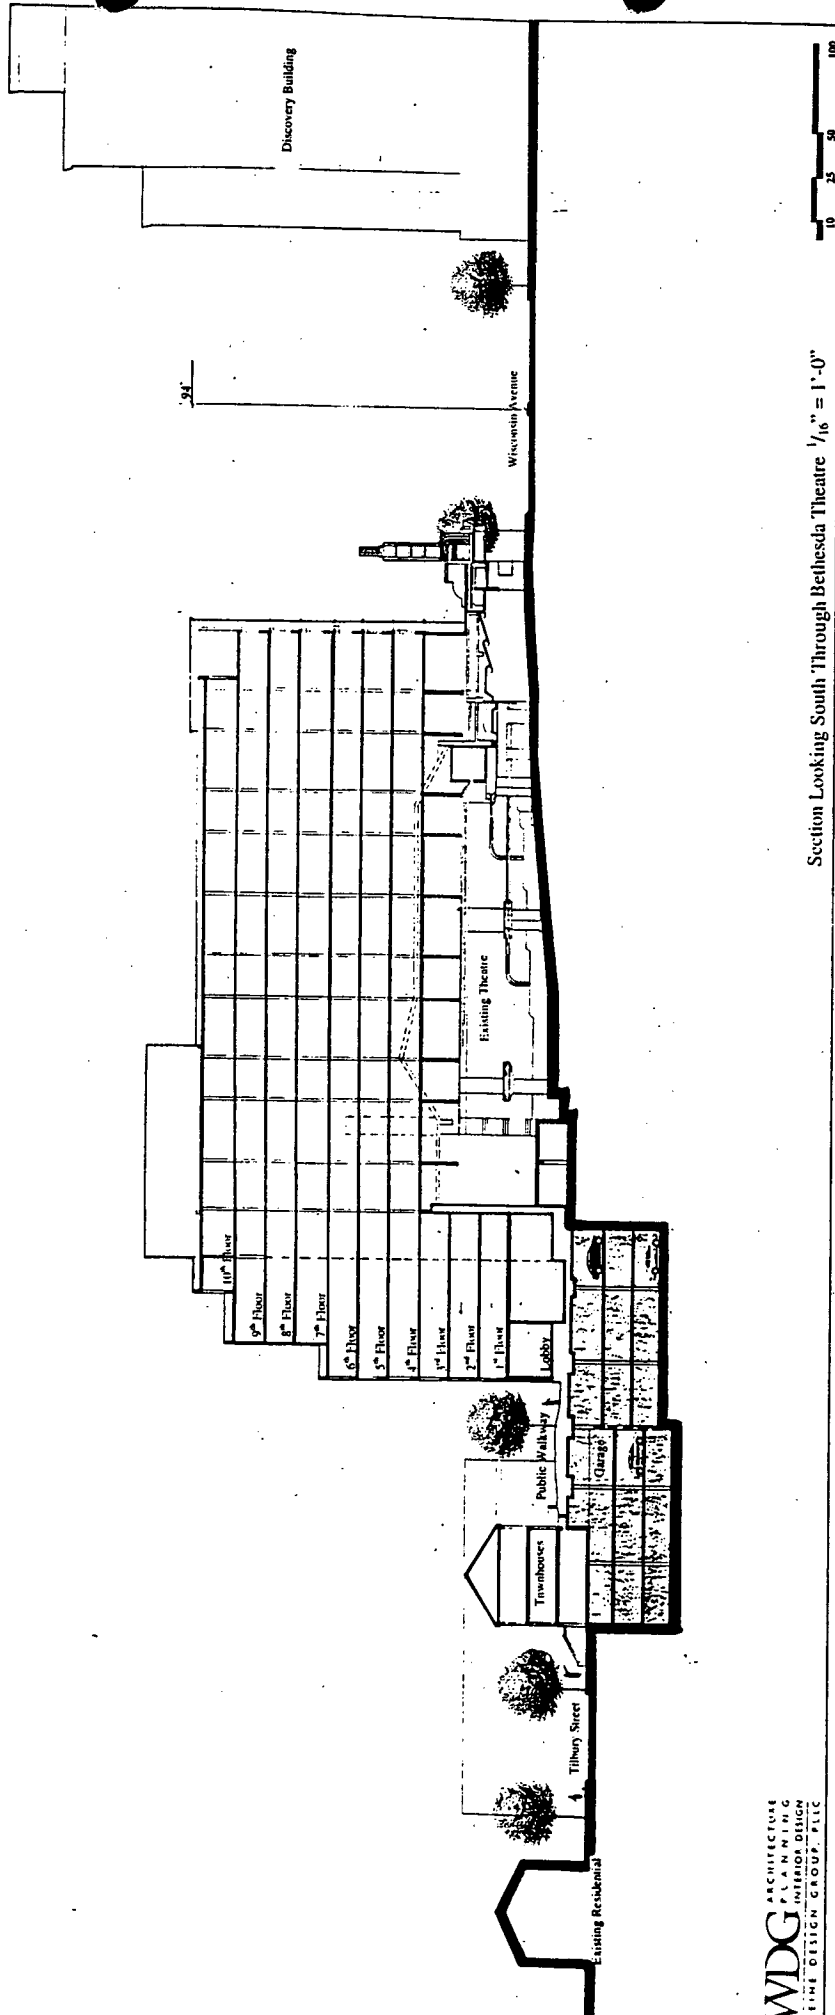 Discovery Building
94'
Wisconsin Avenue
10th Floor
9th Floor
8th Floor
7th Floor
6th Floor
5th Floor
4th Floor
3rd Floor
2nd Floor
1st Floor
Lobby
Existing Theatre
Public Walkway
Garage
Townhouses
Tilbury Street
Existing Residential
Section Looking South Through Bethesda Theatre 1/16" = 1'-0"
10 25 50 100
WDG
ARCHITECTURE
PLANNING
INTERIOR DESIGN
DESIGN GROUP, PLLC